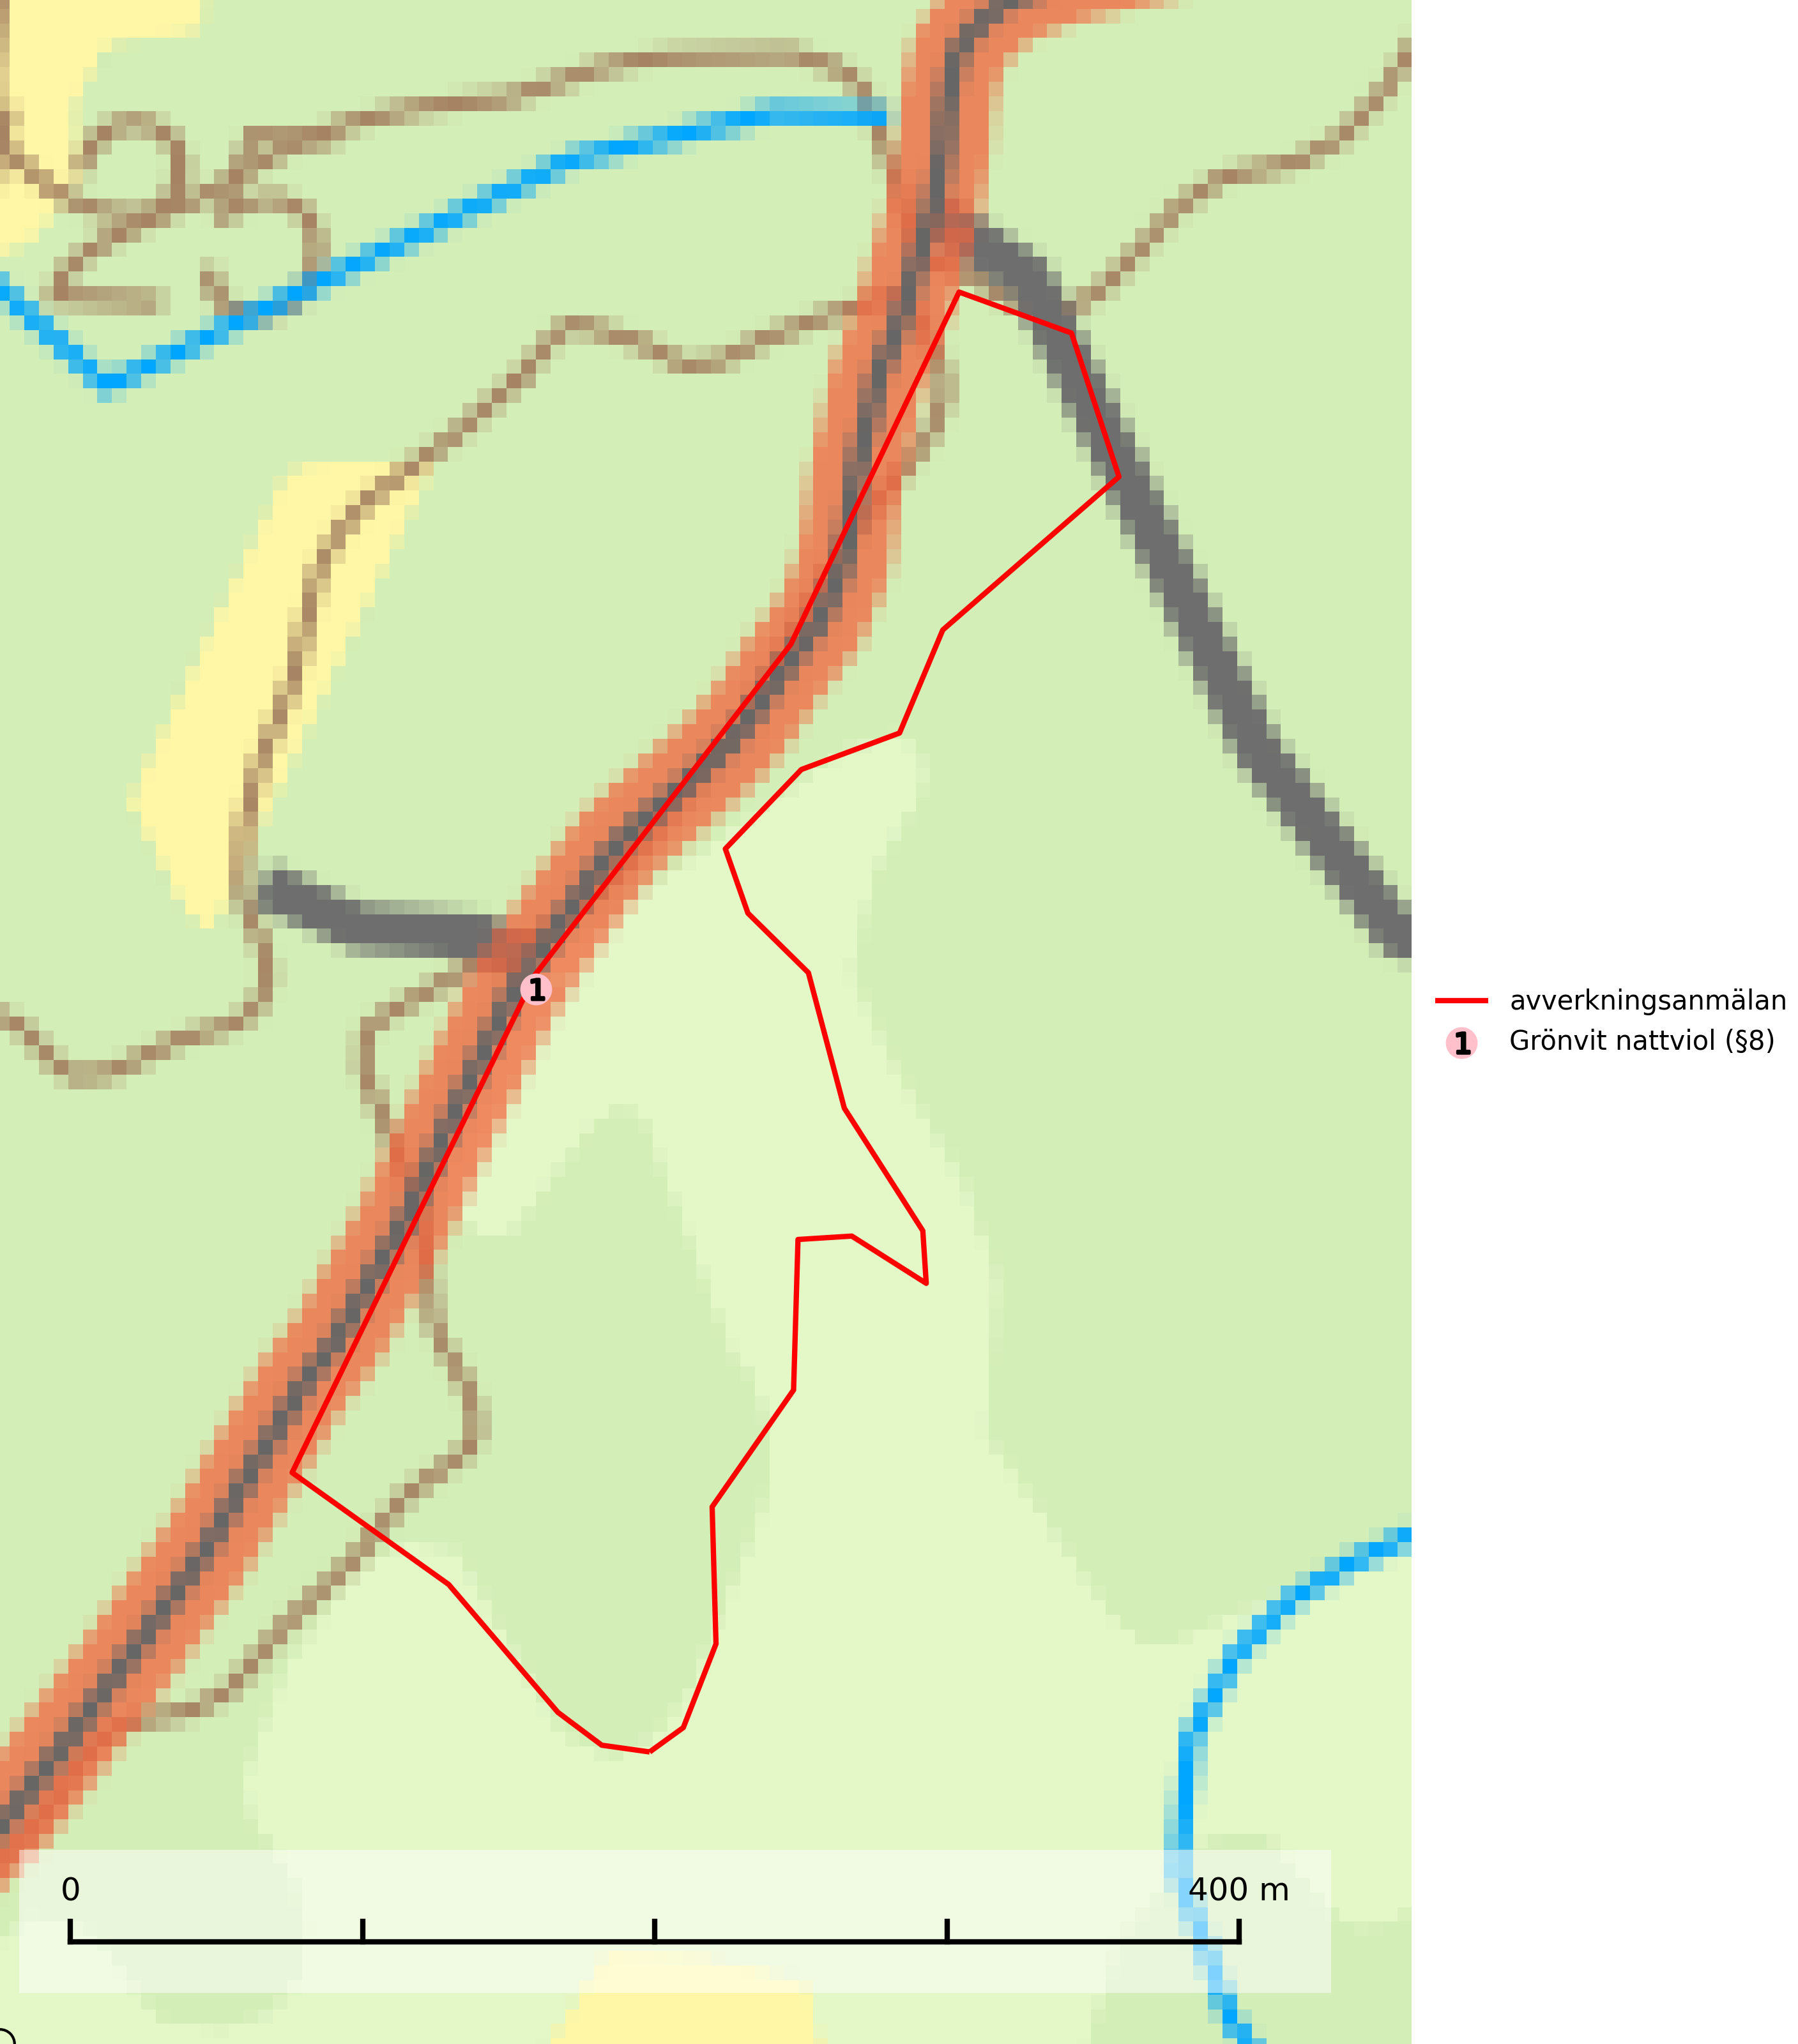 1
avverkningsanmälan
1 Grönvit nattviol (§8)
0 400 m